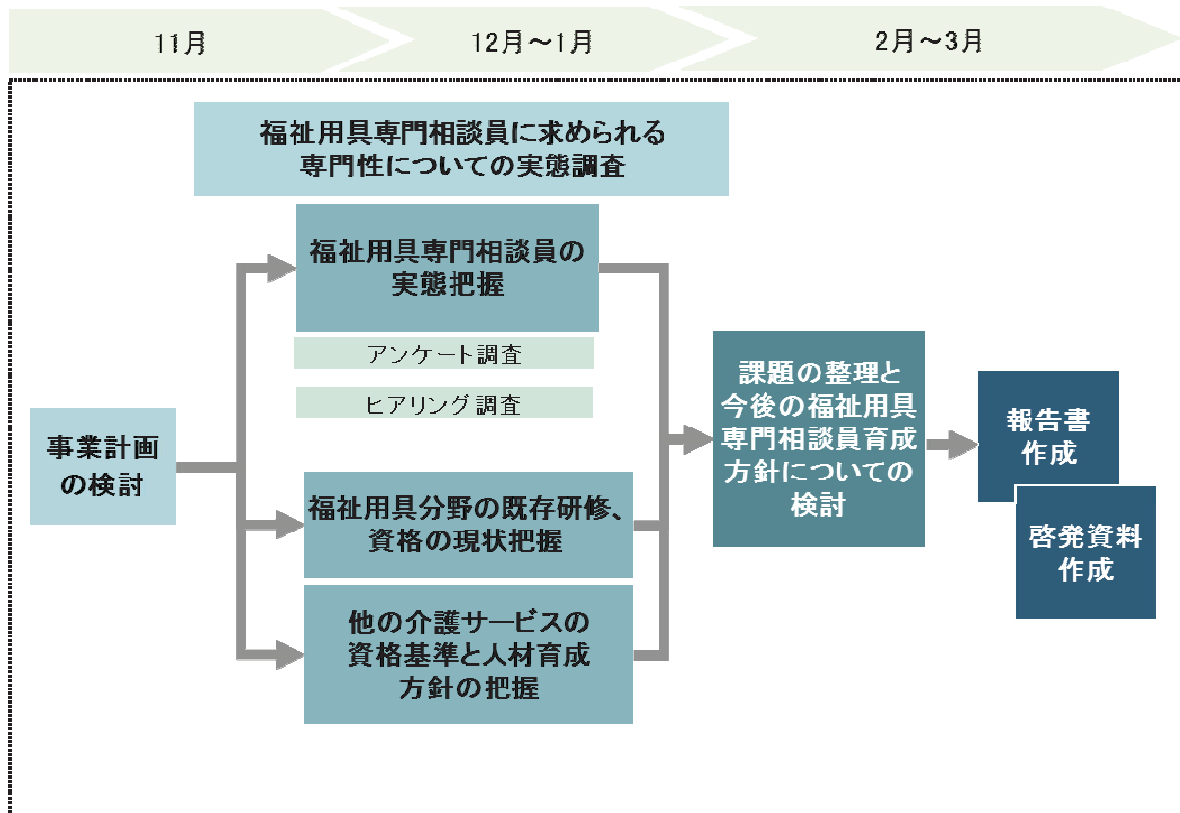 11月
12月～1月
2月～3月
福祉用具専門相談員に求められる
専門性についての実態調査
福祉用具専門相談員の
実態把握
アンケート調査
ヒアリング調査
事業計画
の検討
福祉用具分野の既存研修、
資格の現状把握
他の介護サービスの
資格基準と人材育成
方針の把握
課題の整理と
今後の福祉用具
専門相談員育成
方針についての
検討
報告書
作成
啓発資料
作成